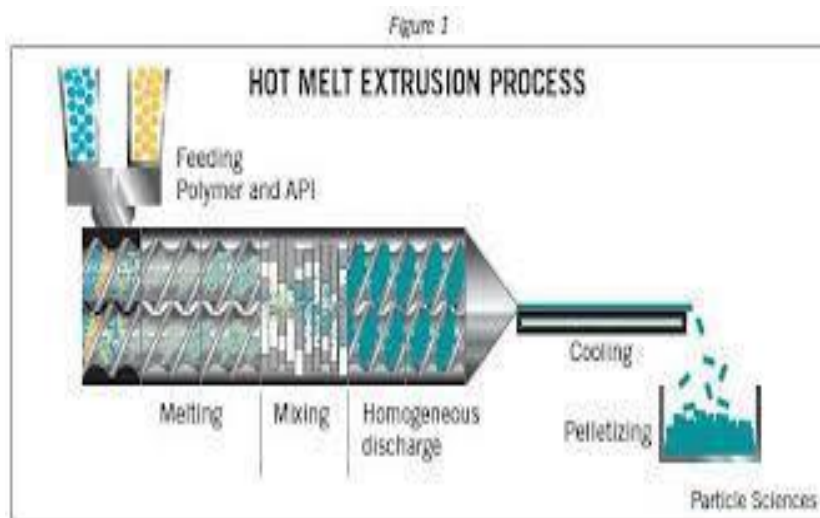 Figure 1
HOT MELT EXTRUSION PROCESS
Feeding
Polymer and API
Melting
Mixing
Homogeneous
discharge
Cooling
Pelletizing
Particle Sciences